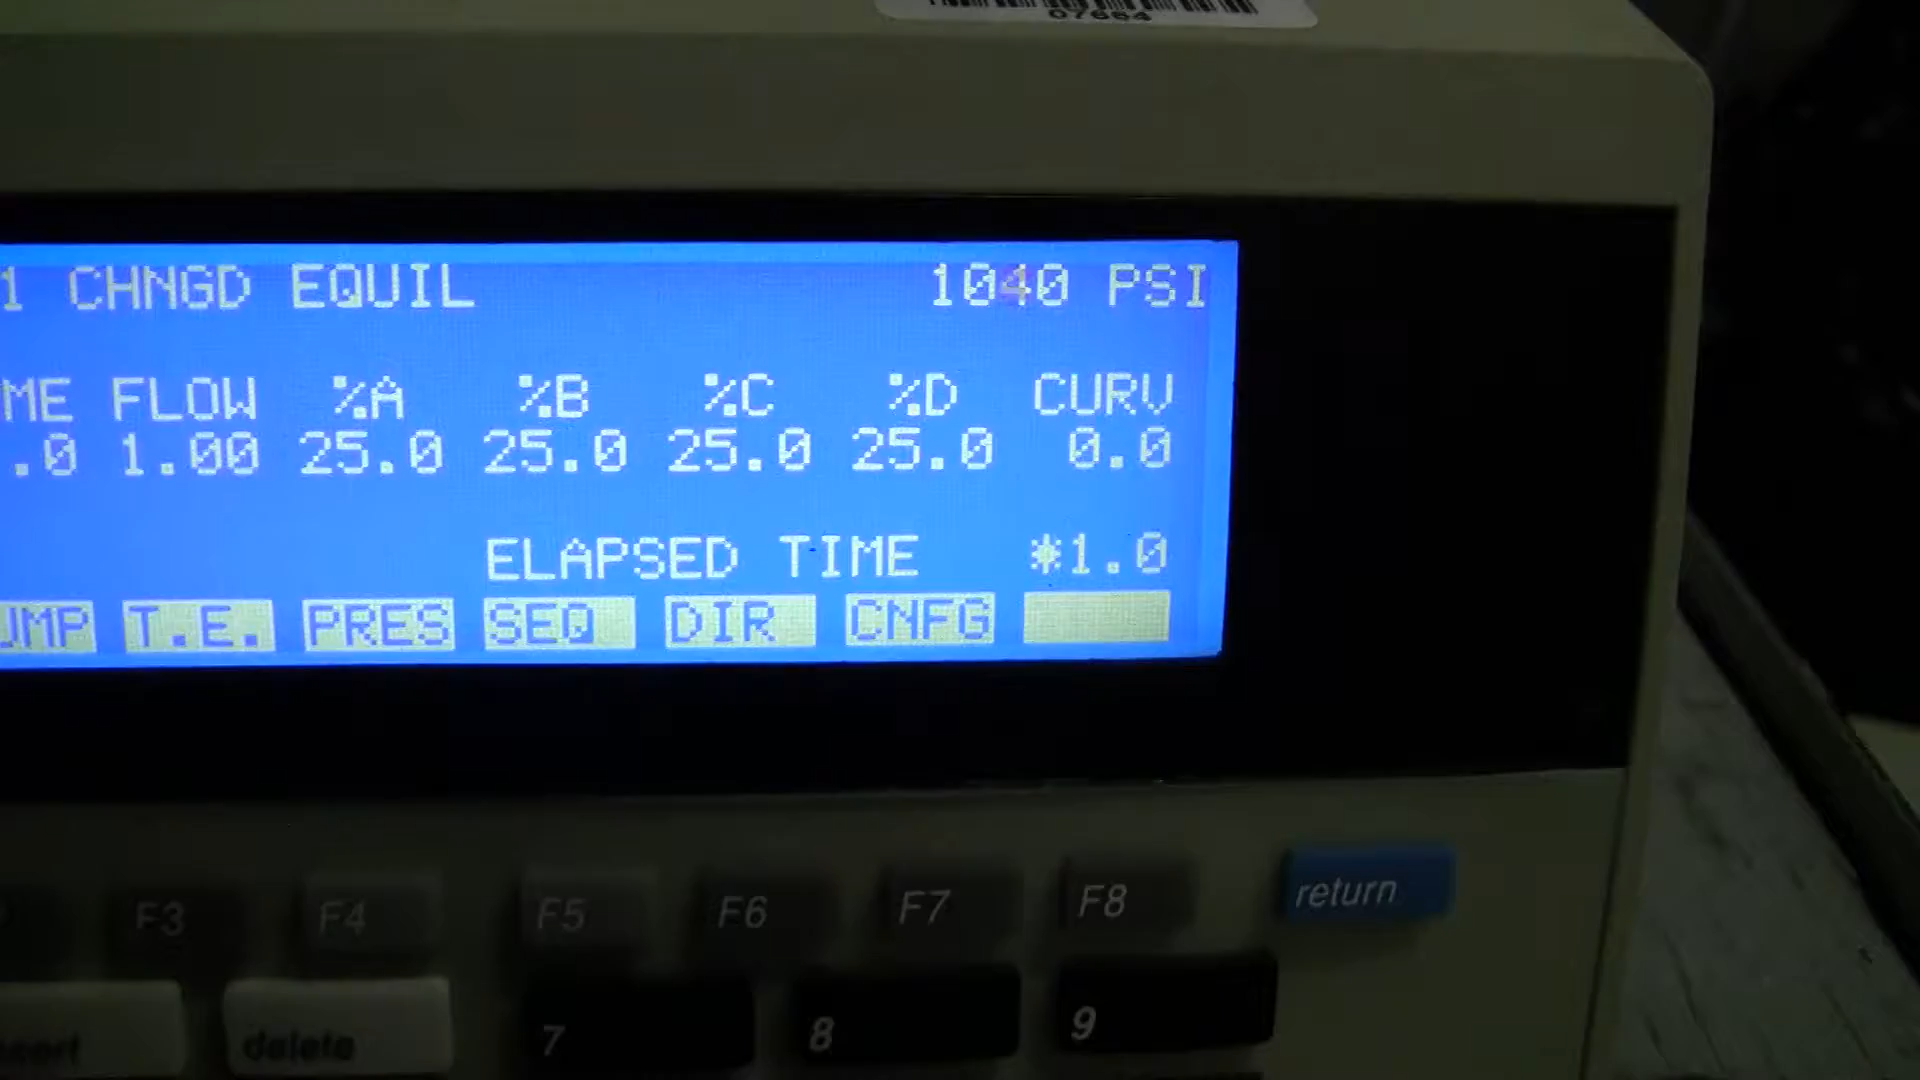 07664
1 CHNGD EQUIL 1040 PSI
ME FLOW %A %B %C %D CURV
.0 1.00 25.0 25.0 25.0 25.0 0.0
ELAPSED TIME *1.0
UMP T.E. PRES SEQ DIR CNFG
F3 F4 F5 F6 F7 F8 return
delete 7 8 9